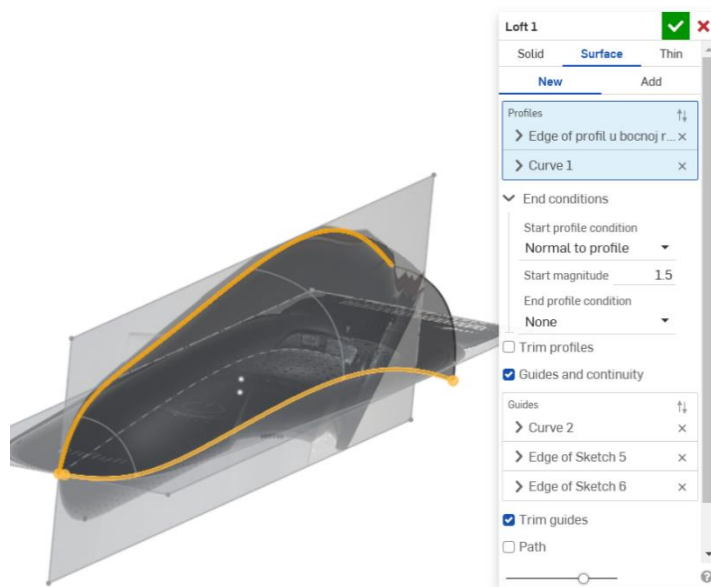 Loft 1
Solid Surface Thin
New Add
Profiles
Edge of profil u bocnoj r...
Curve 1
End conditions
Start profile condition
Normal to profile
Start magnitude 1.5
End profile condition
None
Trim profiles
Guides and continuity
Guides
Curve 2
Edge of Sketch 5
Edge of Sketch 6
Trim guides
Path